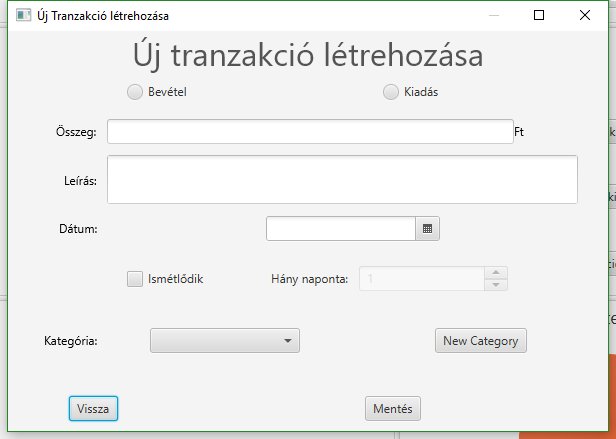 Új Tranzakció létrehozása
Új tranzakció létrehozása
Bevétel Kiadás
Összeg: Ft
Leírás:
Dátum:
Ismétlődik Hány naponta: 1
Kategória: New Category
Vissza Mentés